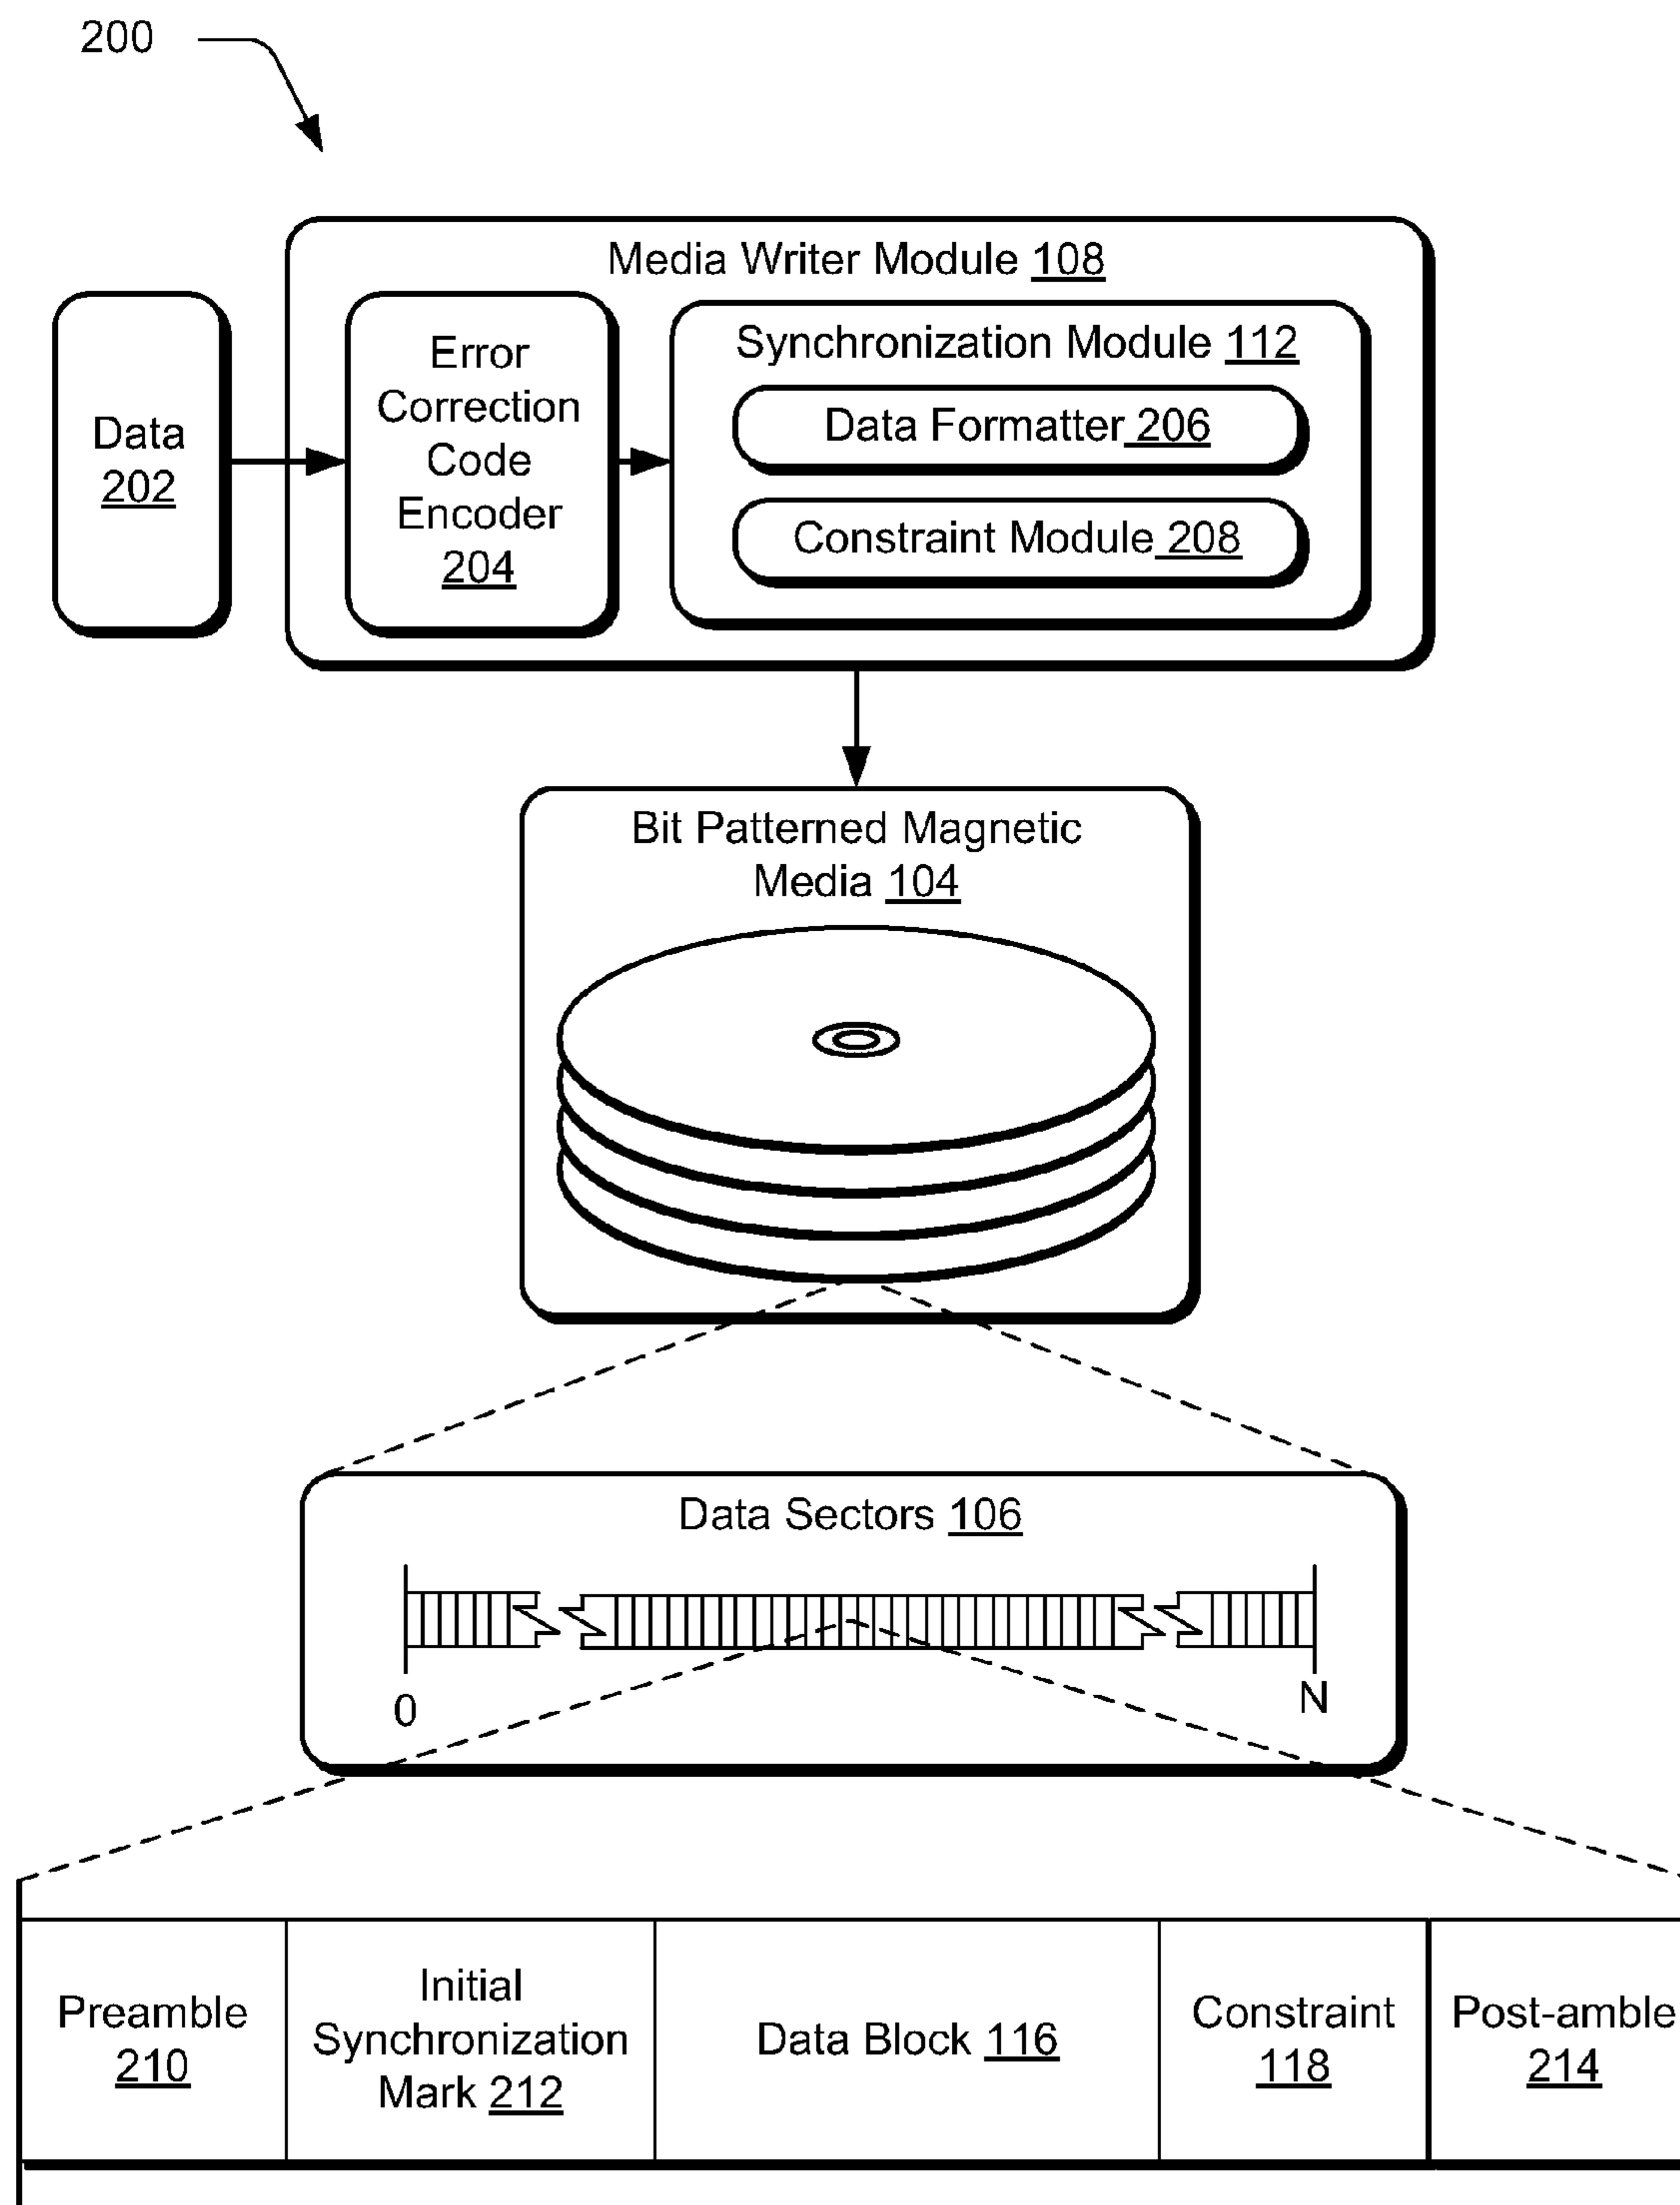 200
Media Writer Module 108
Data
202
Error
Correction
Code
Encoder
204
Synchronization Module 112
Data Formatter 206
Constraint Module 208
Bit Patterned Magnetic
Media 104
Data Sectors 106
0
N
Preamble
210
Initial
Synchronization
Mark 212
Data Block 116
Constraint
118
Post-amble
214